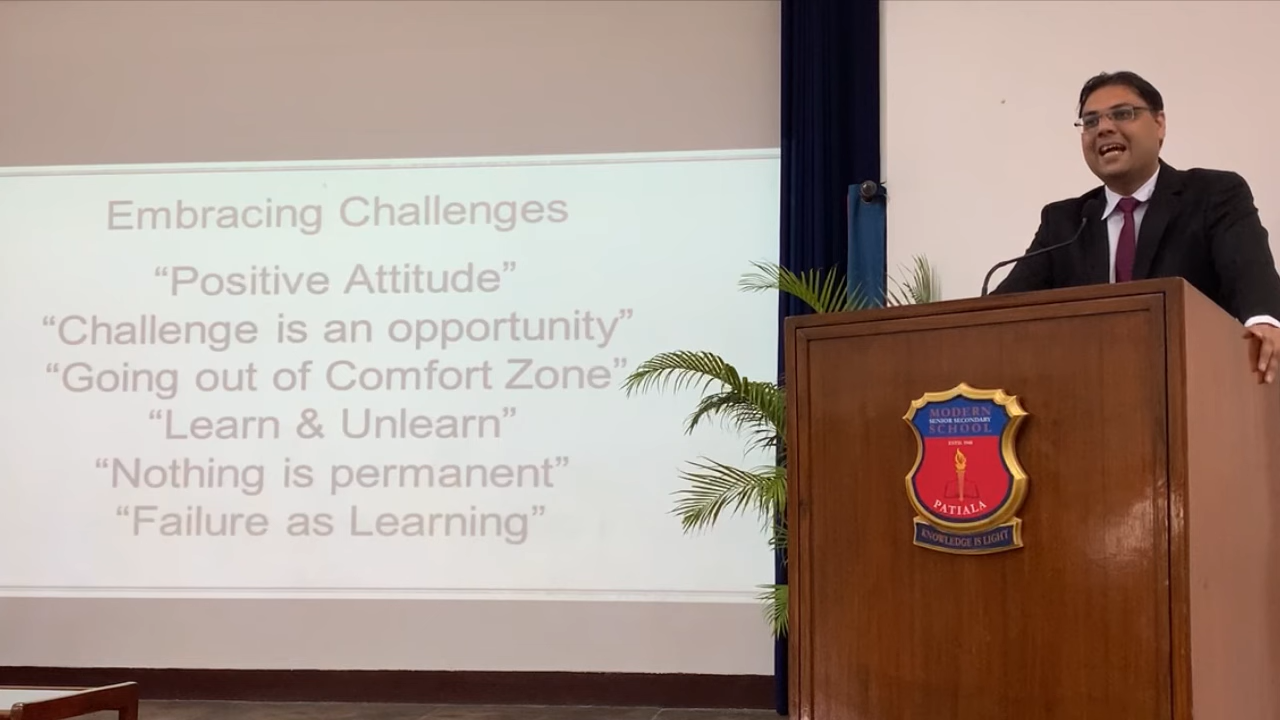 Embracing Challenges
“Positive Attitude”
“Challenge is an opportunity”
“Going out of Comfort Zone”
“Learn & Unlearn”
“Nothing is permanent”
“Failure as Learning”
MODERN
SENIOR SECONDARY
SCHOOL
PATIALA
KNOWLEDGE IS LIGHT